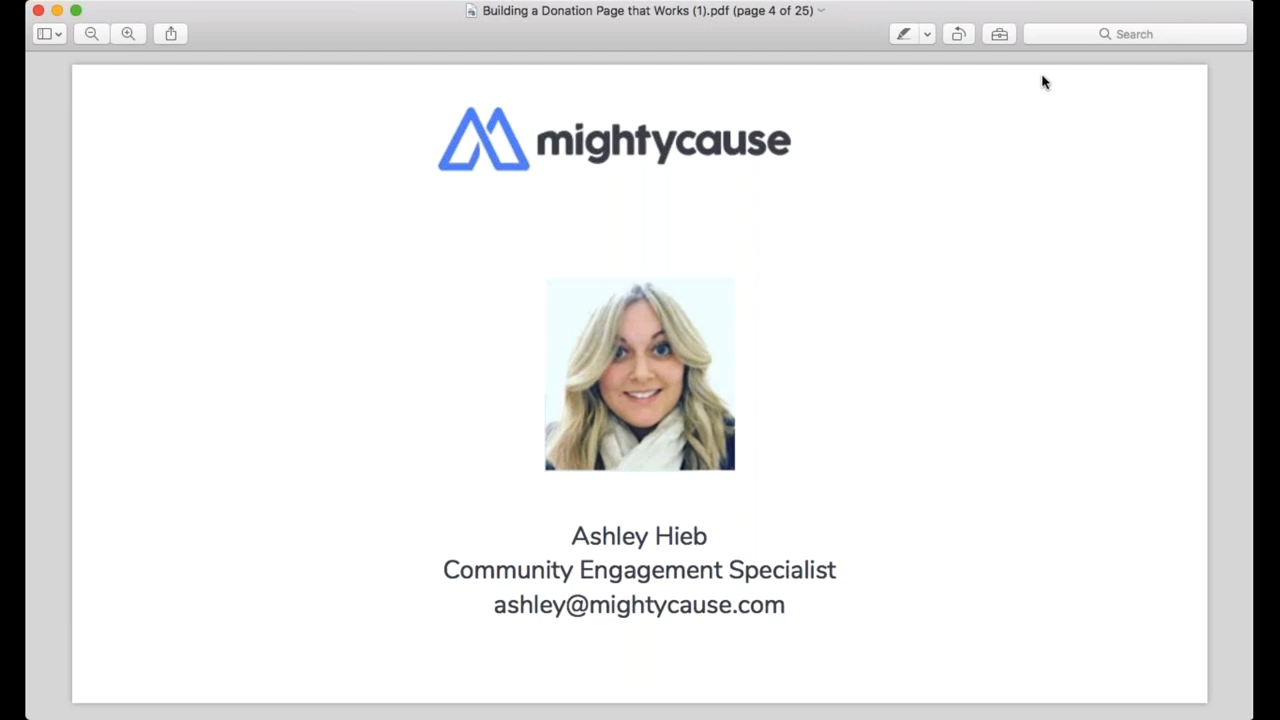 Building a Donation Page that Works (1).pdf (page 4 of 25)
Search
mightycause
Ashley Hieb
Community Engagement Specialist
ashley@mightycause.com